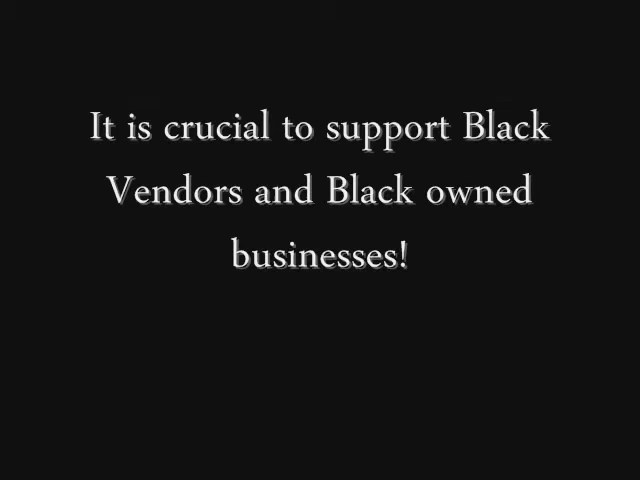 It is crucial to support Black
Vendors and Black owned
businesses!